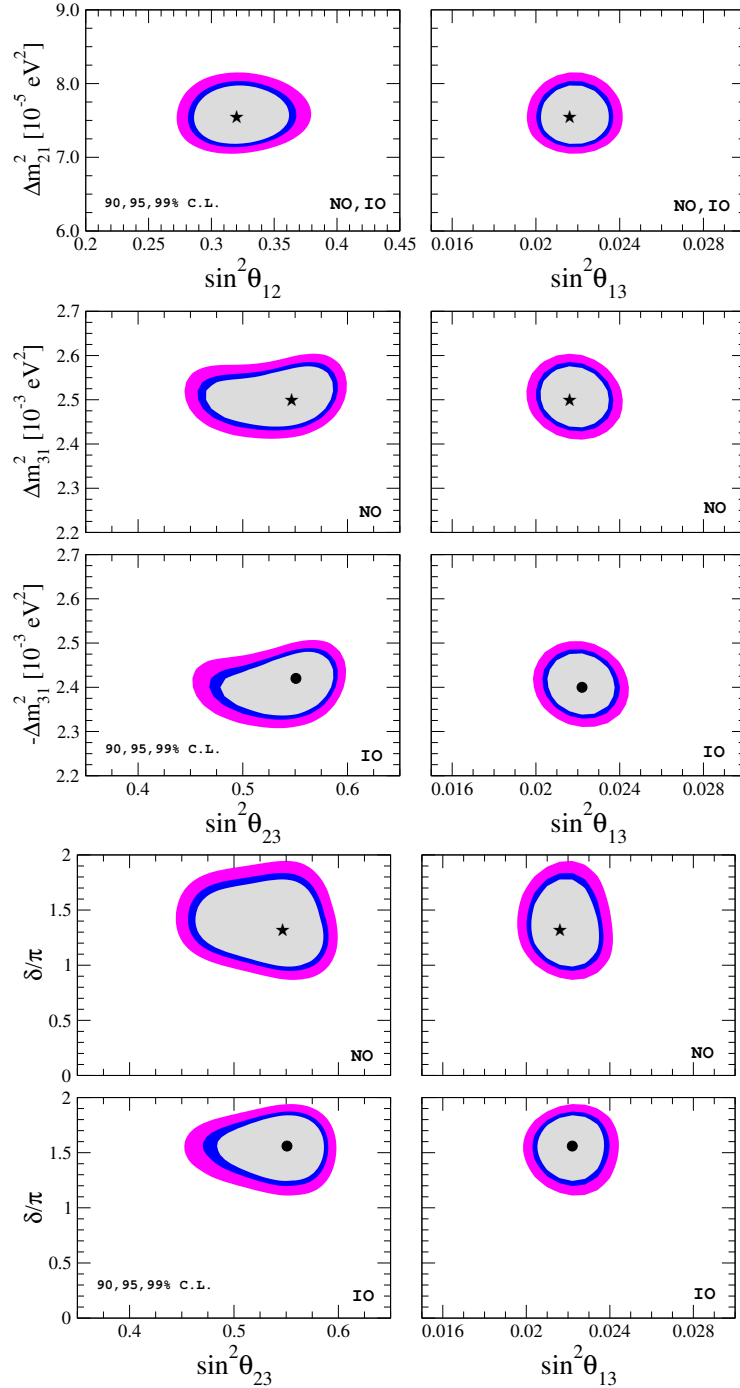 9.0
8.0
7.0
6.0
Δm²₂₁ [10⁻⁵ eV²]
90,95,99% C.L.
NO,IO
NO,IO
0.2 0.25 0.3 0.35 0.4 0.45
0.016 0.02 0.024 0.028
sin²θ₁₂
sin²θ₁₃
2.7
2.6
2.5
2.4
2.3
2.2
Δm²₃₁ [10⁻³ eV²]
NO
NO
2.7
2.6
2.5
2.4
2.3
2.2
-Δm²₃₁ [10⁻³ eV²]
90,95,99% C.L.
IO
IO
0.4 0.5 0.6
0.016 0.02 0.024 0.028
sin²θ₂₃
sin²θ₁₃
2
1.5
1
0.5
0
δ/π
NO
NO
2
1.5
1
0.5
0
δ/π
90,95,99% C.L.
IO
IO
0.4 0.5 0.6
0.016 0.02 0.024 0.028
sin²θ₂₃
sin²θ₁₃